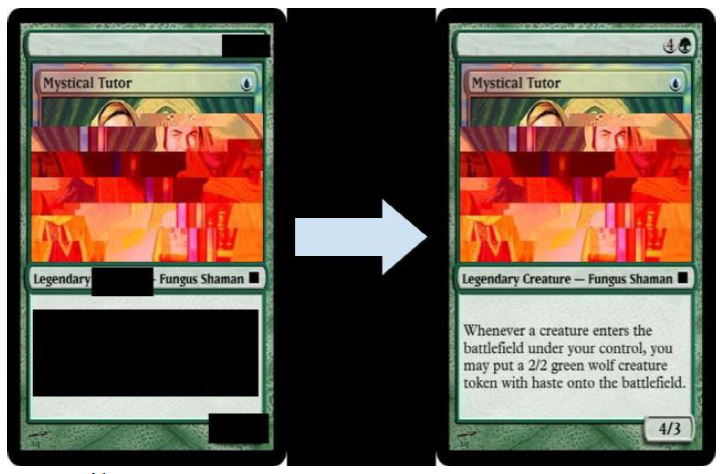 Mystical Tutor
Legendary — Fungus Shaman
4
Mystical Tutor
Legendary Creature — Fungus Shaman
Whenever a creature enters the
battlefield under your control, you
may put a 2/2 green wolf creature
token with haste onto the battlefield.
4/3